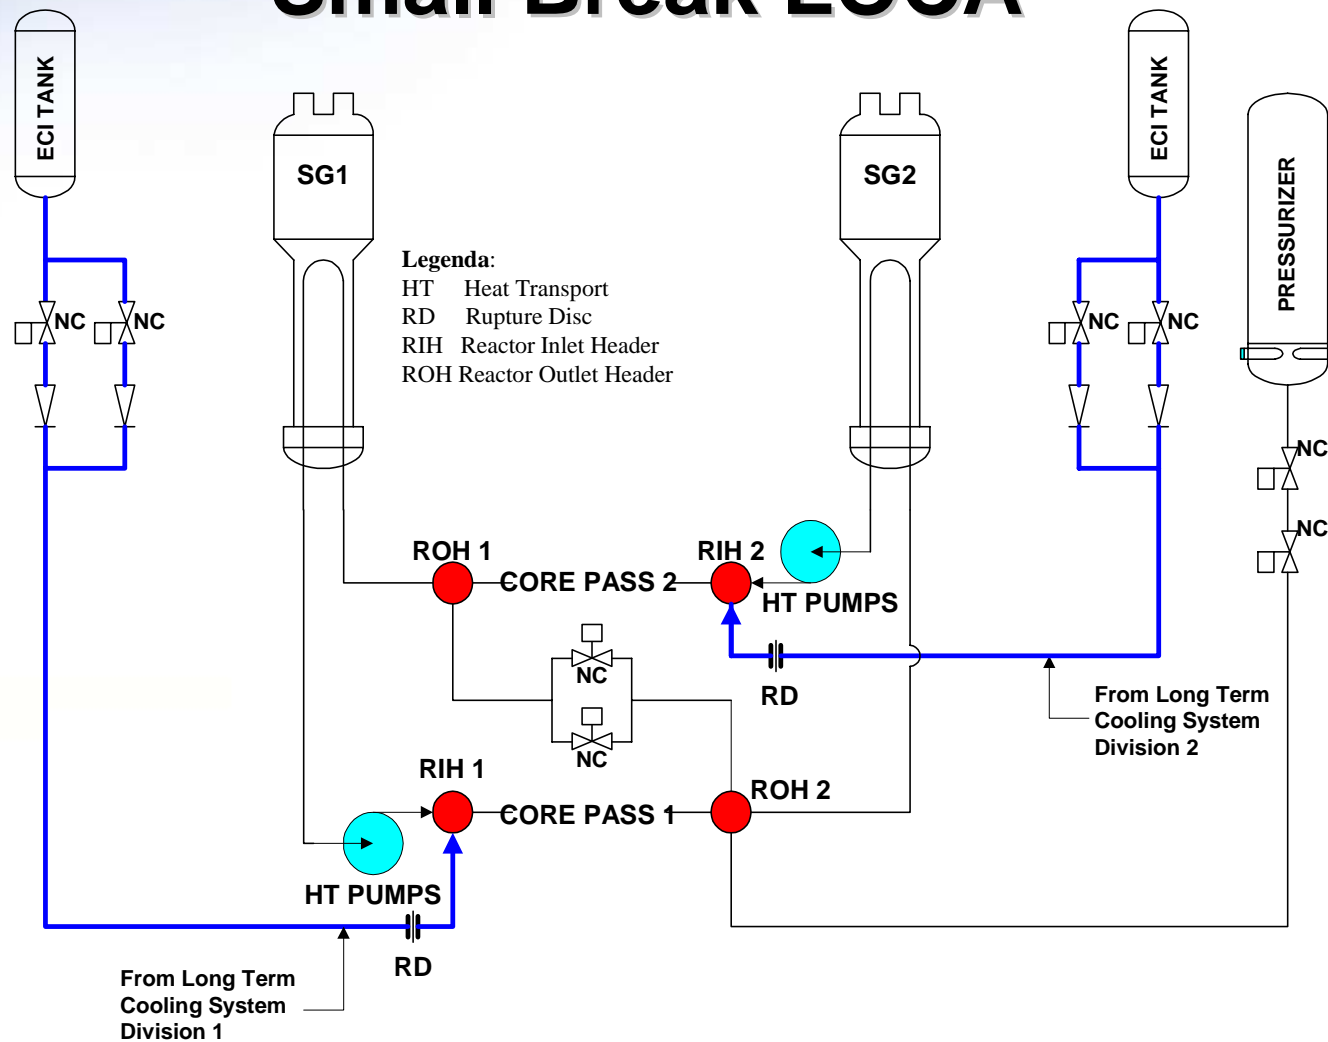 Small Break LOCA
ECI TANK
ECI TANK
SG1
SG2
PRESSURIZER
Legenda:
HT Heat Transport
RD Rupture Disc
RIH Reactor Inlet Header
ROH Reactor Outlet Header
NC
NC
NC
NC
NC
NC
ROH 1
CORE PASS 2
RIH 2
HT PUMPS
NC
NC
RD
From Long Term
Cooling System
Division 2
RIH 1
CORE PASS 1
ROH 2
HT PUMPS
RD
From Long Term
Cooling System
Division 1